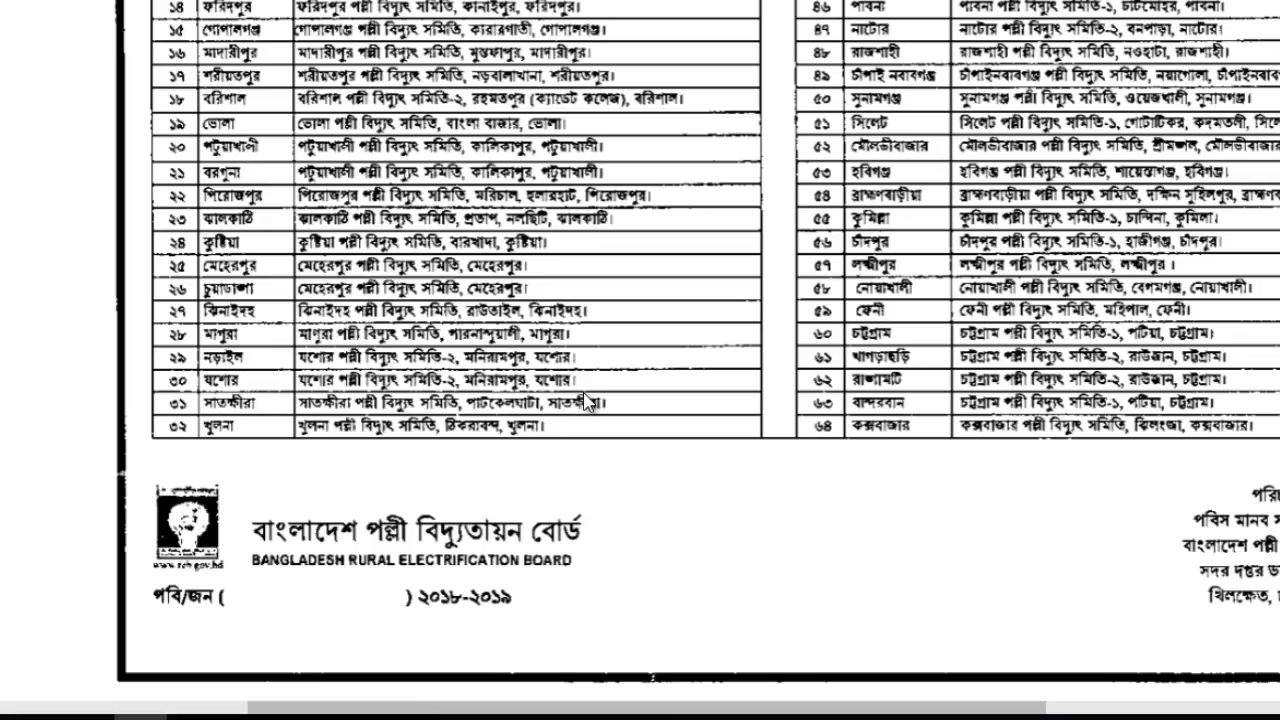 ১৪ ফরিদপুর ফরিদপুর পল্লী বিদ্যুৎ সমিতি, কানাইপুর, ফরিদপুর।
১৫ গোপালগঞ্জ গোপালগঞ্জ পল্লী বিদ্যুৎ সমিতি, কারারগাতী, গোপালগঞ্জ।
১৬ মাদারীপুর মাদারীপুর পল্লী বিদ্যুৎ সমিতি, মুস্তফাপুর, মাদারীপুর।
১৭ শরীয়তপুর শরীয়তপুর পল্লী বিদ্যুৎ সমিতি, নড়বালাখানা, শরীয়তপুর।
১৮ বরিশাল বরিশাল পল্লী বিদ্যুৎ সমিতি-২, রহমতপুর (ক্যাডেট কলেজ), বরিশাল।
১৯ ভোলা ভোলা পল্লী বিদ্যুৎ সমিতি, বাংলা বাজার, ভোলা।
২০ পটুয়াখালী পটুয়াখালী পল্লী বিদ্যুৎ সমিতি, কালিকাপুর, পটুয়াখালী।
২১ বরগুনা পটুয়াখালী পল্লী বিদ্যুৎ সমিতি, কালিকাপুর, পটুয়াখালী।
২২ পিরোজপুর পিরোজপুর পল্লী বিদ্যুৎ সমিতি, মরিচাল, হুলারহাট, পিরোজপুর।
২৩ ঝালকাঠি ঝালকাঠি পল্লী বিদ্যুৎ সমিতি, প্রতাপ, নলছিটি, ঝালকাঠি।
২৪ কুষ্টিয়া কুষ্টিয়া পল্লী বিদ্যুৎ সমিতি, বারখাদা, কুষ্টিয়া।
২৫ মেহেরপুর মেহেরপুর পল্লী বিদ্যুৎ সমিতি, মেহেরপুর।
২৬ চুয়াডাঙ্গা মেহেরপুর পল্লী বিদ্যুৎ সমিতি, মেহেরপুর।
২৭ ঝিনাইদহ ঝিনাইদহ পল্লী বিদ্যুৎ সমিতি, রাউতাইল, ঝিনাইদহ।
২৮ মাগুরা মাগুরা পল্লী বিদ্যুৎ সমিতি, পারনান্দুয়ালী, মাগুরা।
২৯ নড়াইল যশোর পল্লী বিদ্যুৎ সমিতি-২, মনিরামপুর, যশোর।
৩০ যশোর যশোর পল্লী বিদ্যুৎ সমিতি-২, মনিরামপুর, যশোর।
৩১ সাতক্ষীরা সাতক্ষীরা পল্লী বিদ্যুৎ সমিতি, পাটকেলঘাটা,
৩২ খুলনা খুলনা পল্লী বিদ্যুৎ সমিতি, ঠিকরাবন্দ, খুলনা।
৪৬ পাবনা পাবনা পল্লী বিদ্যুৎ সমিতি-১, চাটমোহর, পাবনা।
৪৭ নাটোর নাটোর পল্লী বিদ্যুৎ সমিতি-২, বনপাড়া, নাটোর।
৪৮ রাজশাহী রাজশাহী পল্লী বিদ্যুৎ সমিতি, নওহাটা, রাজশাহী।
৪৯ চাঁপাই নবাবগঞ্জ চাঁপাইনবাবগঞ্জ পল্লী বিদ্যুৎ সমিতি, নয়াগোলা,
৫০ সুনামগঞ্জ সুনামগঞ্জ পল্লী বিদ্যুৎ সমিতি, ওয়েজখালী, সুনামগঞ্জ।
৫১ সিলেট সিলেট পল্লী বিদ্যুৎ সমিতি-১, গোটাটিকর, কদমতলী,
৫২ মৌলভীবাজার মৌলভীবাজার পল্লী বিদ্যুৎ সমিতি, শ্রীমঙ্গল, মৌলভীবাজার
৫৩ হবিগঞ্জ হবিগঞ্জ পল্লী বিদ্যুৎ সমিতি, শায়েস্তাগঞ্জ, হবিগঞ্জ।
৫৪ ব্রাহ্মণবাড়ীয়া ব্রাহ্মণবাড়ীয়া পল্লী বিদ্যুৎ সমিতি, দক্ষিন সুহিলপুর,
৫৫ কুমিল্লা কুমিল্লা পল্লী বিদ্যুৎ সমিতি-১, চান্দিনা, কুমিলা।
৫৬ চাঁদপুর চাঁদপুর পল্লী বিদ্যুৎ সমিতি-১, হাজীগঞ্জ, চাঁদপুর।
৫৭ লক্ষ্মীপুর লক্ষ্মীপুর পল্লী বিদ্যুৎ সমিতি, লক্ষ্মীপুর ।
৫৮ নোয়াখালী নোয়াখালী পল্লী বিদ্যুৎ সমিতি, বেগমগঞ্জ, নোয়াখালী।
৫৯ ফেনী ফেনী পল্লী বিদ্যুৎ সমিতি, মহিপাল, ফেনী।
৬০ চট্টগ্রাম চট্টগ্রাম পল্লী বিদ্যুৎ সমিতি-১, পটিয়া, চট্টগ্রাম।
৬১ খাগড়াছড়ি চট্টগ্রাম পল্লী বিদ্যুৎ সমিতি-২, রাউজান, চট্টগ্রাম।
৬২ রাঙ্গামটি চট্টগ্রাম পল্লী বিদ্যুৎ সমিতি-২, রাউজান, চট্টগ্রাম।
৬৩ বান্দরবান চট্টগ্রাম পল্লী বিদ্যুৎ সমিতি-১, পটিয়া, চট্টগ্রাম।
৬৪ কক্সবাজার কক্সবাজার পল্লী বিদ্যুৎ সমিতি, ঝিলংজা, কক্সবাজার।
www.reb.gov.bd
বাংলাদেশ পল্লী বিদ্যুতায়ন বোর্ড
BANGLADESH RURAL ELECTRIFICATION BOARD
পবি/জন ( ) ২০১৮-২০১৯
পবিস মানব
বাংলাদেশ পল্লী
সদর দপ্তর
খিলক্ষেত,